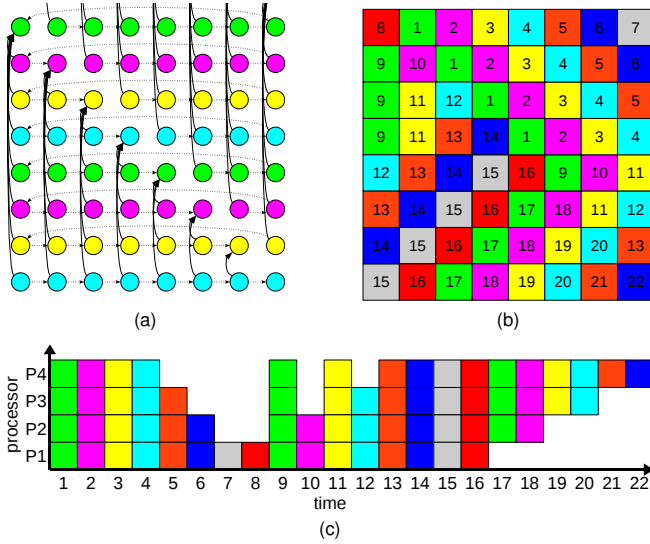 8 1 2 3 4 5 6 7
9 10 1 2 3 4 5 6
9 11 12 1 2 3 4 5
9 11 13 14 1 2 3 4
12 13 14 15 16 9 10 11
13 14 15 16 17 18 11 12
14 15 16 17 18 19 20 13
15 16 17 18 19 20 21 22
(a)
(b)
processor
P4
P3
P2
P1
1 2 3 4 5 6 7 8 9 10 11 12 13 14 15 16 17 18 19 20 21 22
time
(c)